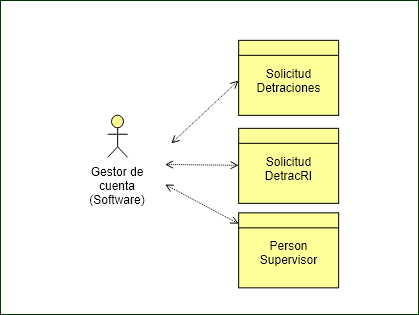 Solicitud
Detraciones
Gestor de
cuenta
(Software)
Solicitud
DetracRI
Person
Supervisor